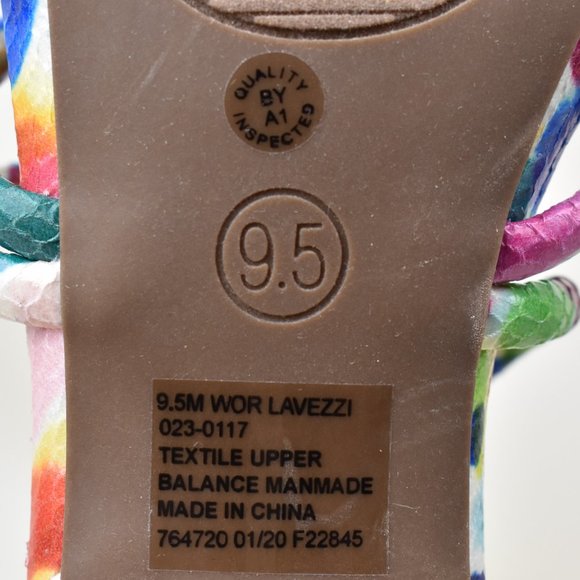 QUALITY
BY
A1
INSPECTED
9.5
9.5M WOR LAVEZZI
023-0117
TEXTILE UPPER
BALANCE MANMADE
MADE IN CHINA
764720 01/20 F22845